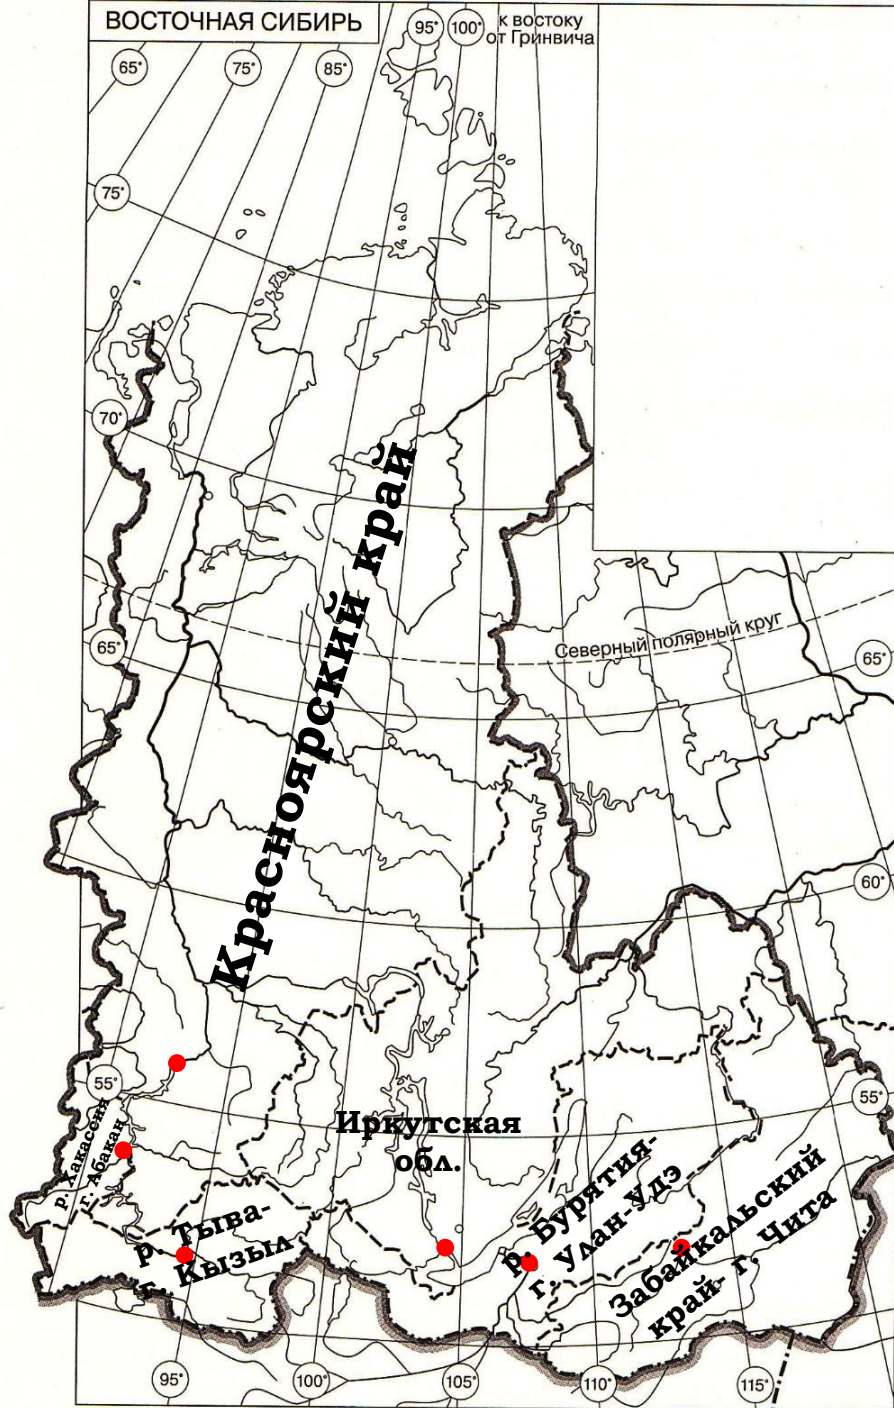 ВОСТОЧНАЯ СИБИРЬ
95° 100° к востоку
от Гринвича
65° 75° 85°
75°
70°
Красноярский край
Северный полярный круг
65°
65°
60°
55°
55°
р. Хакассия
г. Абакан
Иркутская
обл.
р. Тыва-
г. Кызыл
р. Бурятия-
г. Улан-Удэ
Забайкальский
край- г. Чита
95° 100° 105° 110° 115°